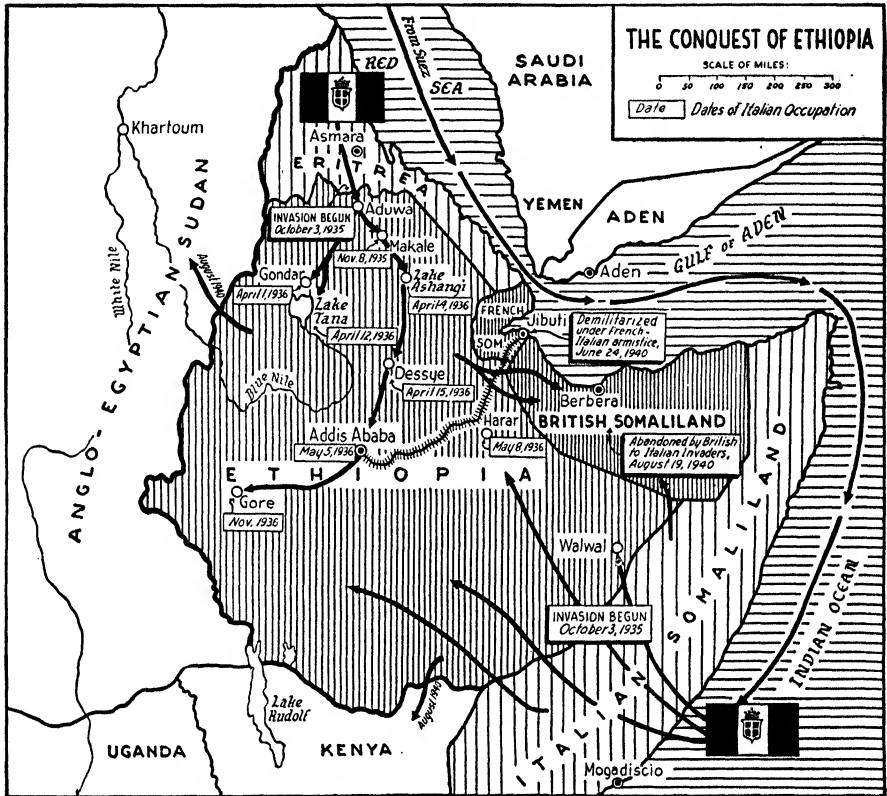 THE CONQUEST OF ETHIOPIA
SCALE OF MILES:
0 50 100 150 200 250 300
Date Dates of Italian Occupation
From Suez
RED
SEA
SAUDI
ARABIA
Khartoum
Asmara
ERITREA
YEMEN
ADEN
Aden
GULF OF ADEN
INVASION BEGUN
October 3, 1935
Aduwa
Makale
Nov. 8, 1935
ANGLO-EGYPTIAN SUDAN
White Nile
August 1940
Gondar
April 1, 1936
Lake
Tana
April 12, 1936
Lake
Ashangi
April 4, 1936
FRENCH
SOM.
Jibuti
Demilitarized
under French-
Italian armistice,
June 24, 1940
Dessye
April 15, 1936
Blue Nile
Berbera
BRITISH SOMALILAND
Abandoned by British
to Italian Invaders,
August 19, 1940
Harar
May 8, 1936
Addis Ababa
May 5, 1936
ETHIOPIA
Gore
Nov. 1936
Walwal
INVASION BEGUN
October 3, 1935
ITALIAN SOMALILAND
INDIAN OCEAN
August 1940
Lake
Rudolf
UGANDA
KENYA
Mogadiscio